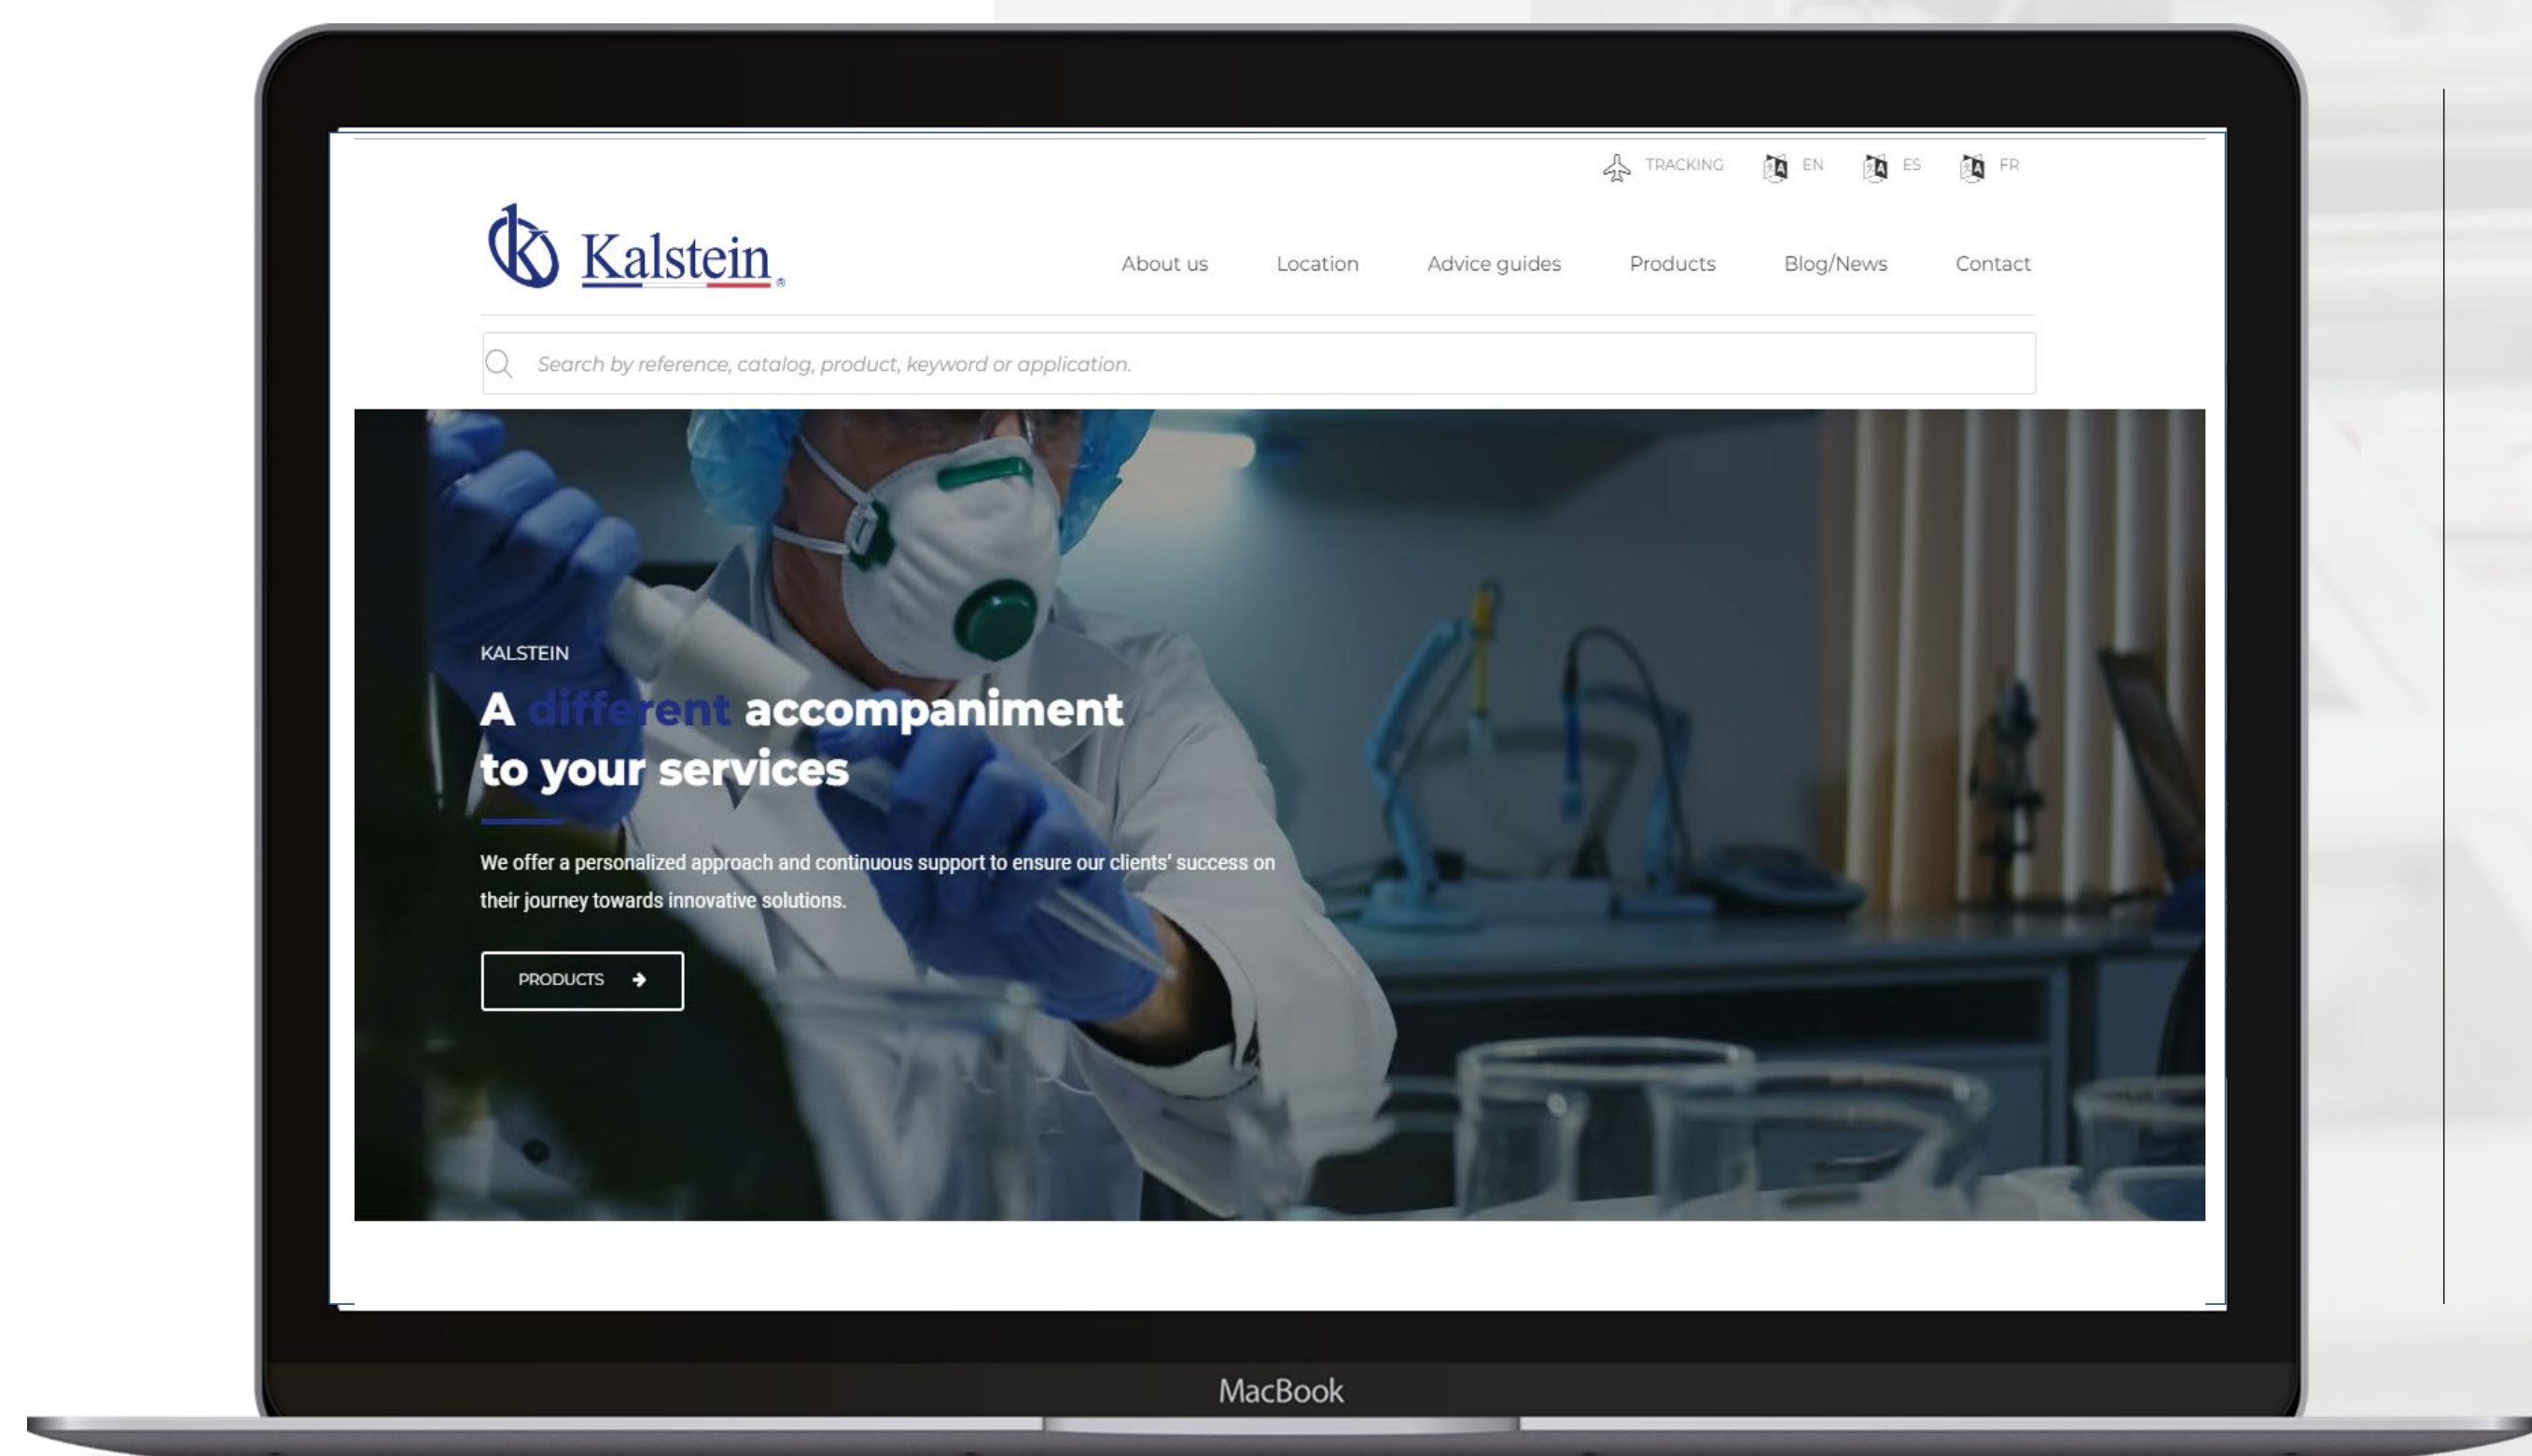 TRACKING EN ES FR
Kalstein®
About us Location Advice guides Products Blog/News Contact
Search by reference, catalog, product, keyword or application.
KALSTEIN
A different accompaniment
to your services
We offer a personalized approach and continuous support to ensure our clients' success on
their journey towards innovative solutions.
PRODUCTS
MacBook